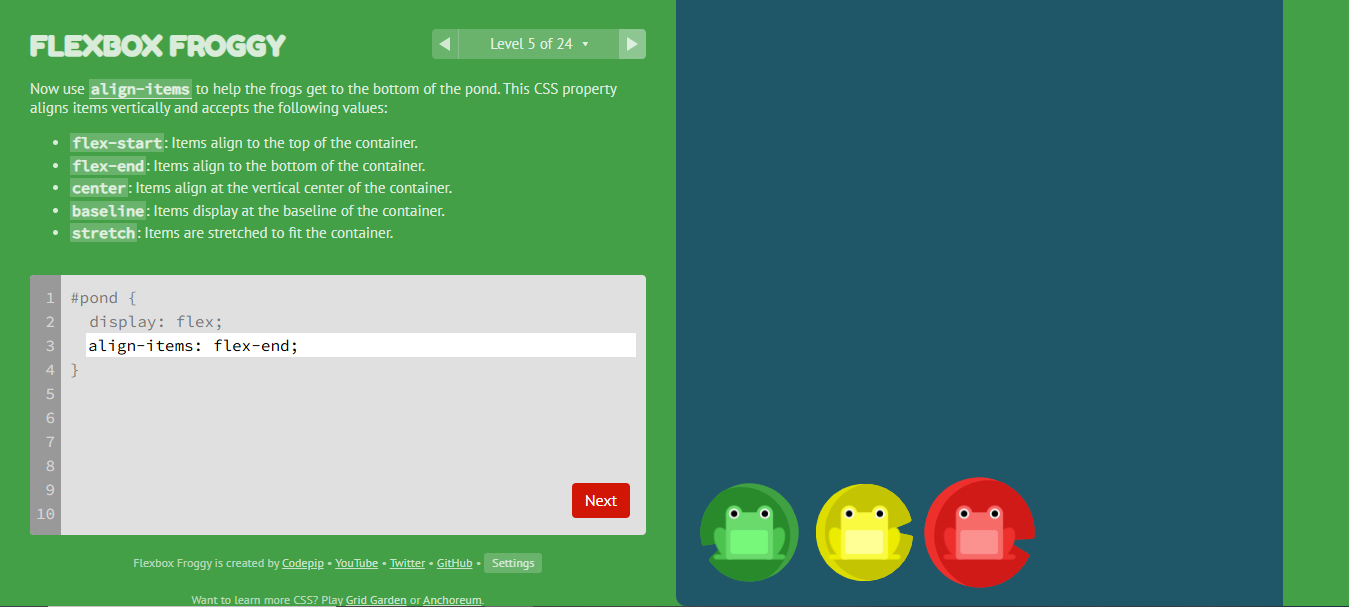 FLEXBOX FROGGY
◀ Level 5 of 24 ▼ ▶
Now use align-items to help the frogs get to the bottom of the pond. This CSS property
aligns items vertically and accepts the following values:
• flex-start: Items align to the top of the container.
• flex-end: Items align to the bottom of the container.
• center: Items align at the vertical center of the container.
• baseline: Items display at the baseline of the container.
• stretch: Items are stretched to fit the container.
1 #pond {
2 display: flex;
3 align-items: flex-end;
4 }
5
6
7
8
9
10
Next
Flexbox Froggy is created by Codepip • YouTube • Twitter • GitHub • Settings
Want to learn more CSS? Play Grid Garden or Anchoreum.